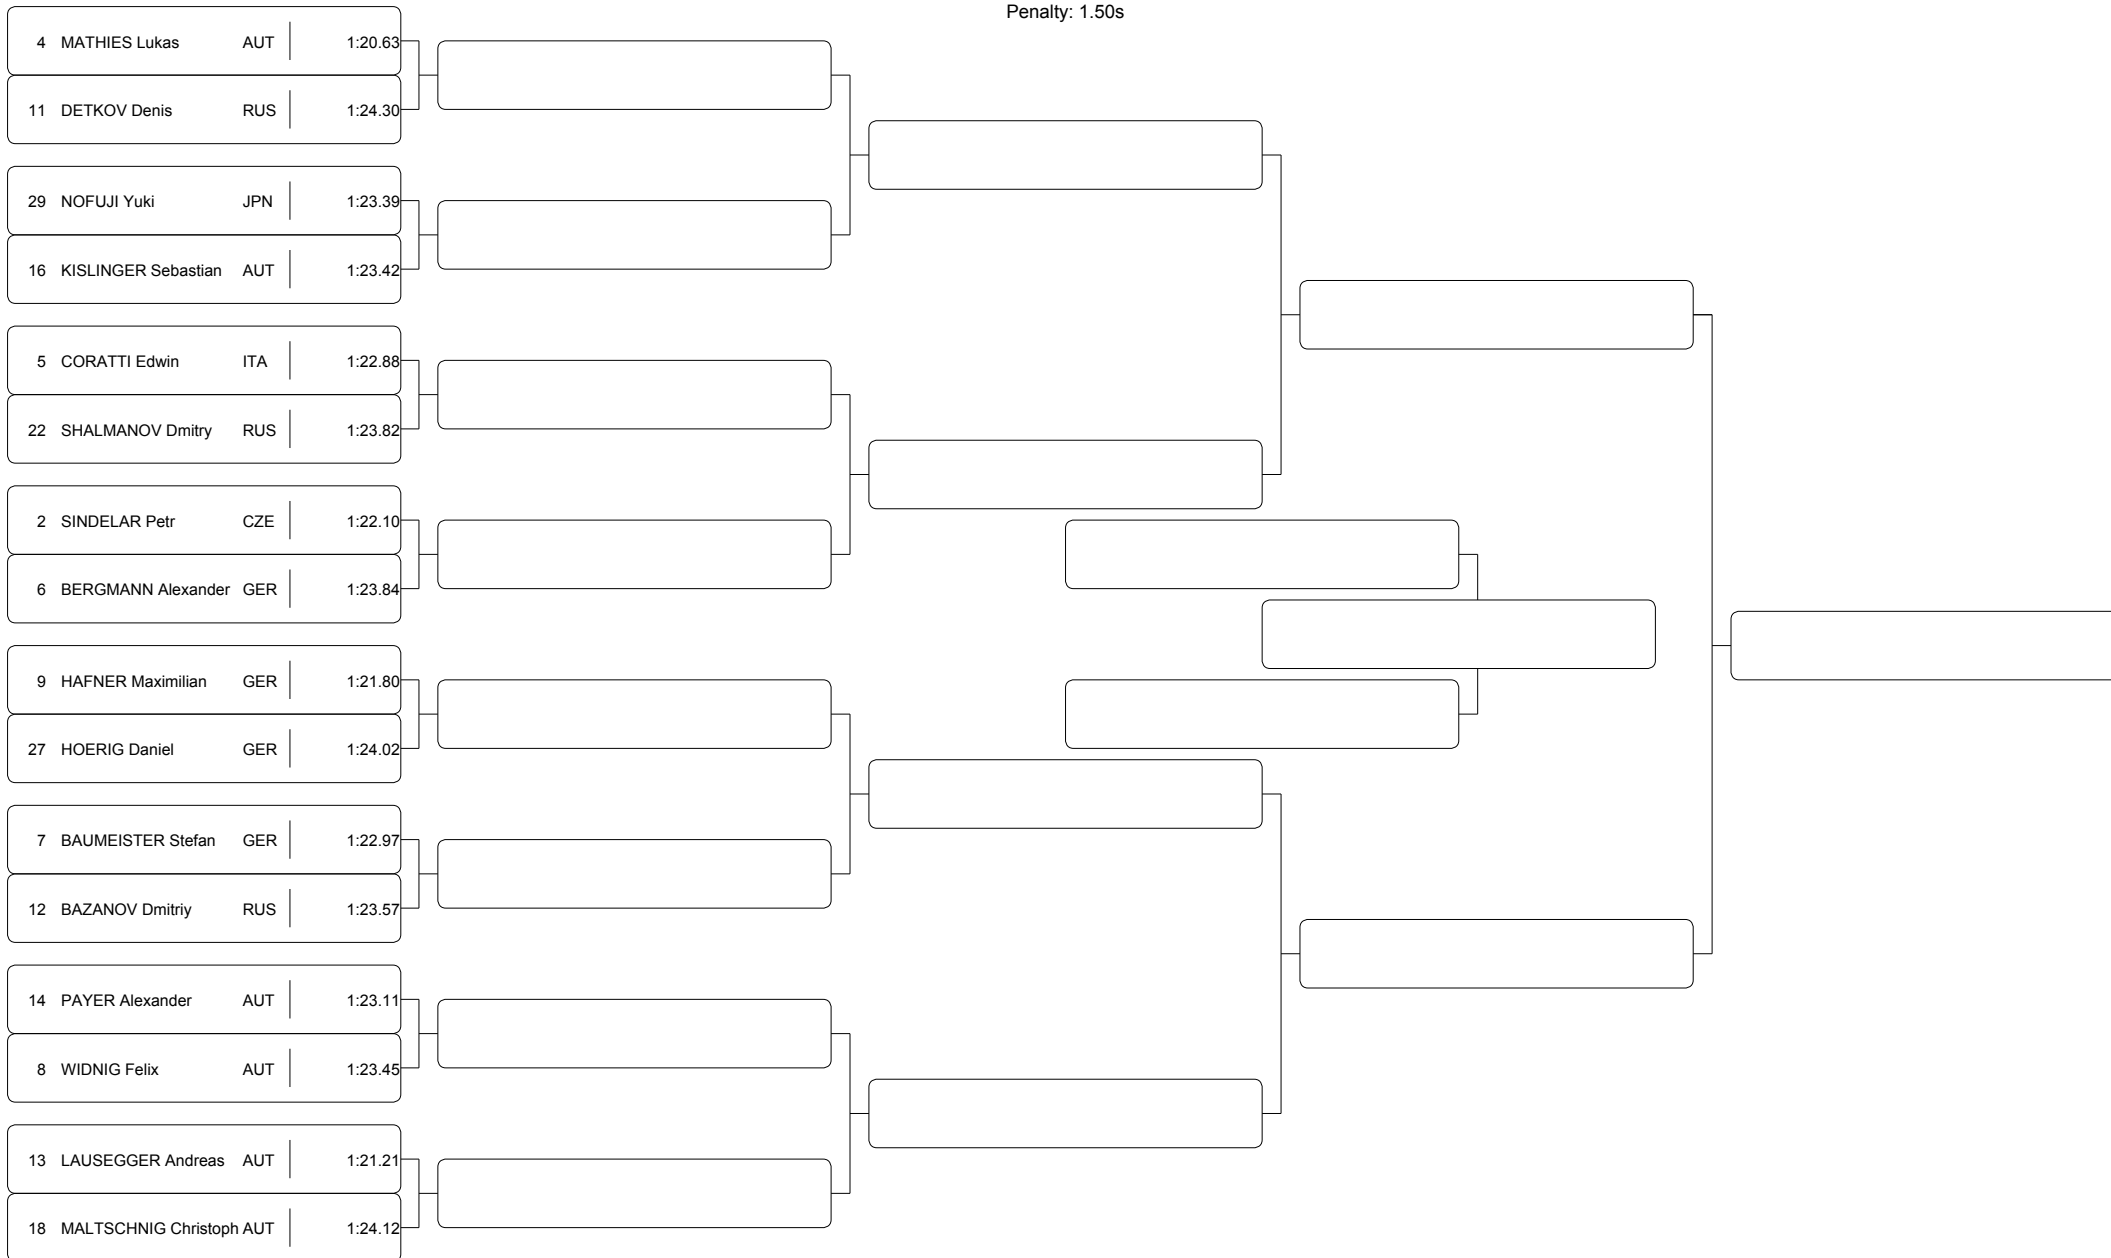 Penalty: 1.50s
4 MATHIES Lukas AUT 1:20.63
11 DETKOV Denis RUS 1:24.30
29 NOFUJI Yuki JPN 1:23.39
16 KISLINGER Sebastian AUT 1:23.42
5 CORATTI Edwin ITA 1:22.88
22 SHALMANOV Dmitry RUS 1:23.82
2 SINDELAR Petr CZE 1:22.10
6 BERGMANN Alexander GER 1:23.84
9 HAFNER Maximilian GER 1:21.80
27 HOERIG Daniel GER 1:24.02
7 BAUMEISTER Stefan GER 1:22.97
12 BAZANOV Dmitriy RUS 1:23.57
14 PAYER Alexander AUT 1:23.11
8 WIDNIG Felix AUT 1:23.45
13 LAUSEGGER Andreas AUT 1:21.21
18 MALTSCHNIG Christoph AUT 1:24.12